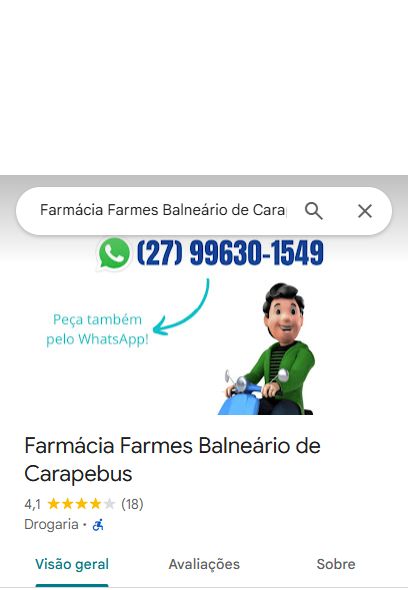 Farmácia Farmes Balneário de Cara
(27) 99630-1549
Peça também
pelo WhatsApp!
Farmácia Farmes Balneário de
Carapebus
4,1 (18)
Drogaria ·
Visão geral Avaliações Sobre